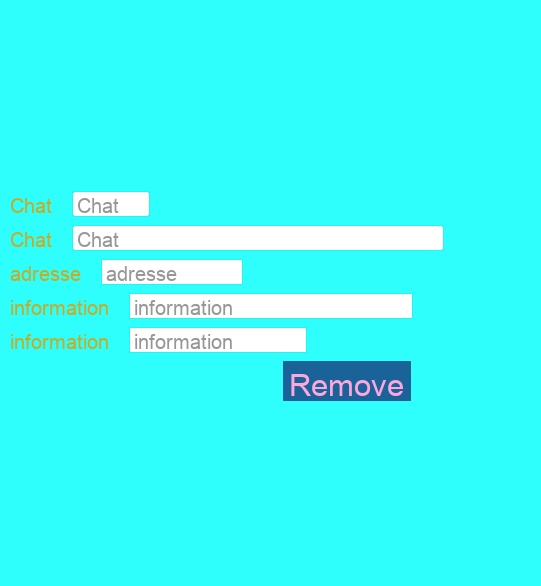 Chat Chat
Chat Chat
adresse adresse
information information
information information
Remove